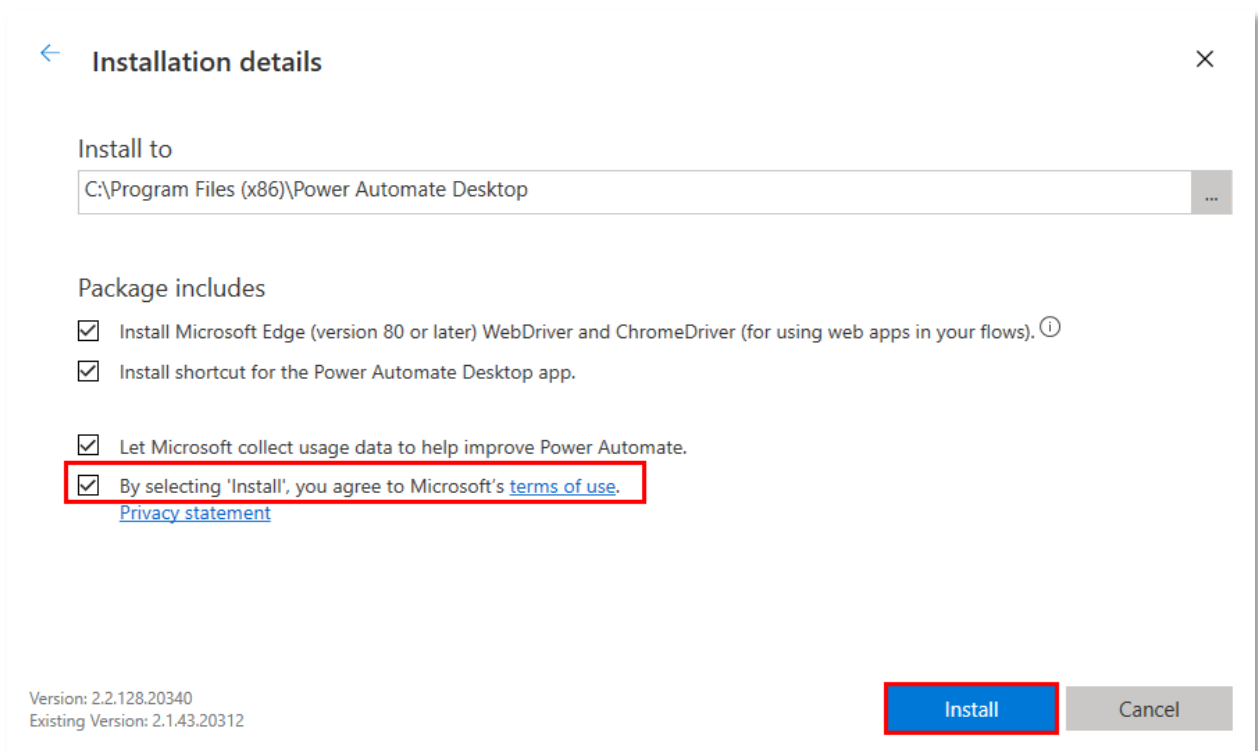 Installation details
Install to
C:\Program Files (x86)\Power Automate Desktop
...
Package includes
Install Microsoft Edge (version 80 or later) WebDriver and ChromeDriver (for using web apps in your flows).
Install shortcut for the Power Automate Desktop app.
Let Microsoft collect usage data to help improve Power Automate.
By selecting 'Install', you agree to Microsoft’s terms of use.
Privacy statement
Version: 2.2.128.20340
Existing Version: 2.1.43.20312
Install
Cancel